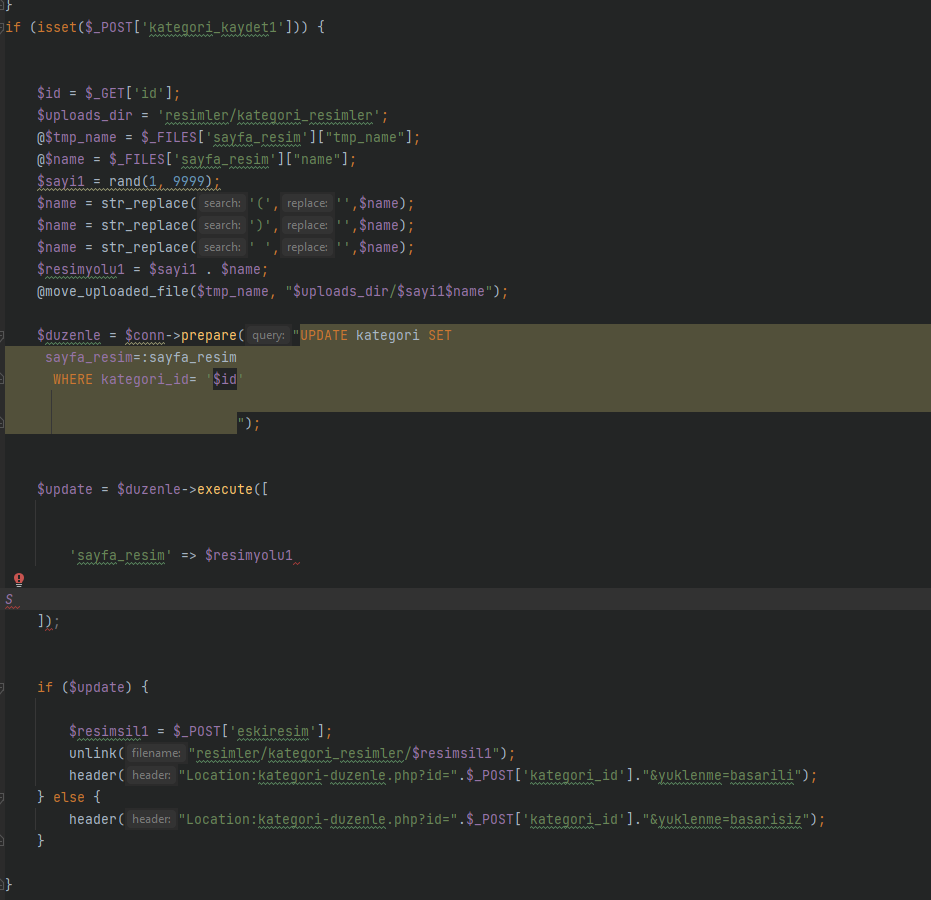 }
if (isset($_POST['kategori_kaydet1'])) {
$id = $_GET['id'];
$uploads_dir = 'resimler/kategori_resimler';
@$tmp_name = $_FILES['sayfa_resim']["tmp_name"];
@$name = $_FILES['sayfa_resim']["name"];
$sayi1 = rand(1, 9999);
$name = str_replace( search: '(', replace: '',$name);
$name = str_replace( search: ')', replace: '',$name);
$name = str_replace( search: ' ', replace: '',$name);
$resimyolu1 = $sayi1 . $name;
@move_uploaded_file($tmp_name, "$uploads_dir/$sayi1$name");
$duzenle = $conn->prepare( query: "UPDATE kategori SET
sayfa_resim=:sayfa_resim
WHERE kategori_id= '$id'
");
$update = $duzenle->execute([
'sayfa_resim' => $resimyolu1
S
]);
if ($update) {
$resimsil1 = $_POST['eskiresim'];
unlink( filename: "resimler/kategori_resimler/$resimsil1");
header( header: "Location:kategori-duzenle.php?id=".$_POST['kategori_id']."&yuklenme=basarili");
} else {
header( header: "Location:kategori-duzenle.php?id=".$_POST['kategori_id']."&yuklenme=basarisiz");
}
}